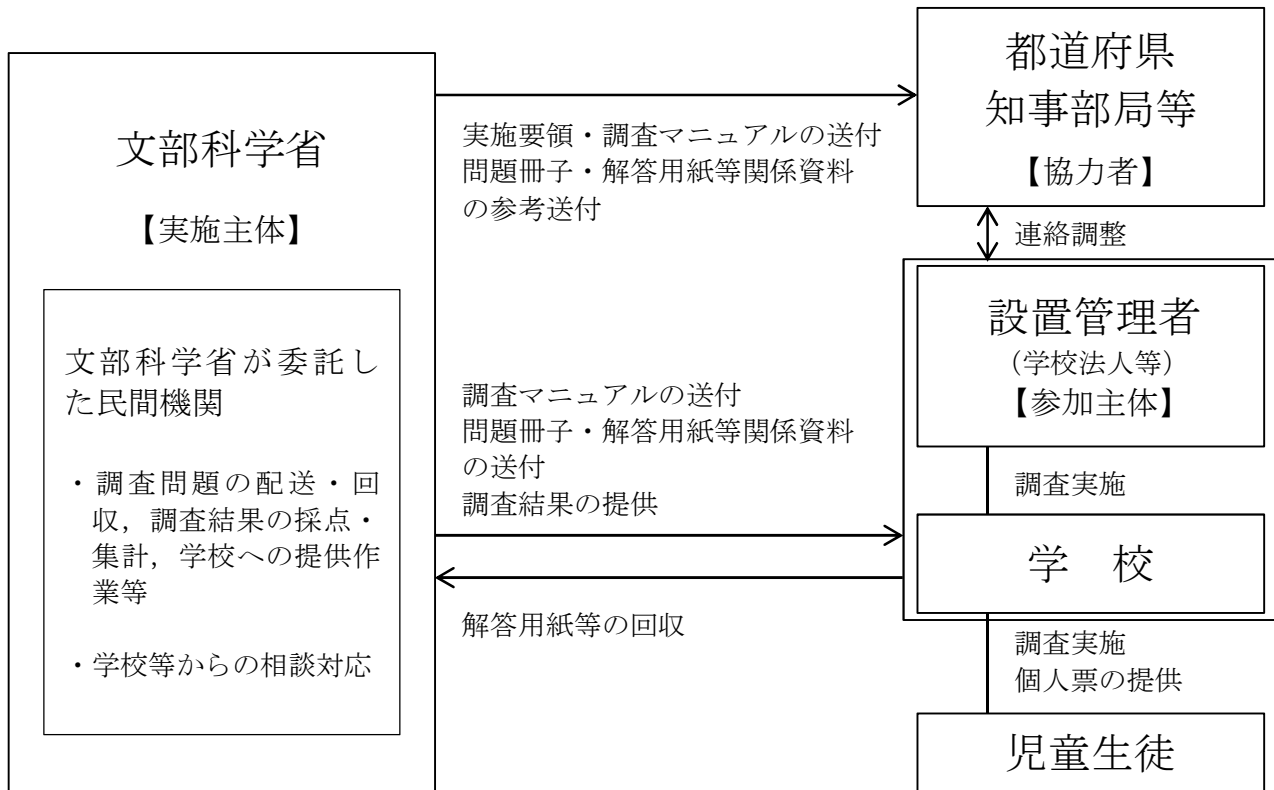 文部科学省
【実施主体】
文部科学省が委託し
た民間機関
・調査問題の配送・回
収，調査結果の採点・
集計，学校への提供作
業等
・学校等からの相談対応
実施要領・調査マニュアルの送付
問題冊子・解答用紙等関係資料
の参考送付
調査マニュアルの送付
問題冊子・解答用紙等関係資料
の送付
調査結果の提供
解答用紙等の回収
都道府県
知事部局等
【協力者】
連絡調整
設置管理者
（学校法人等）
【参加主体】
調査実施
学　校
調査実施
個人票の提供
児童生徒